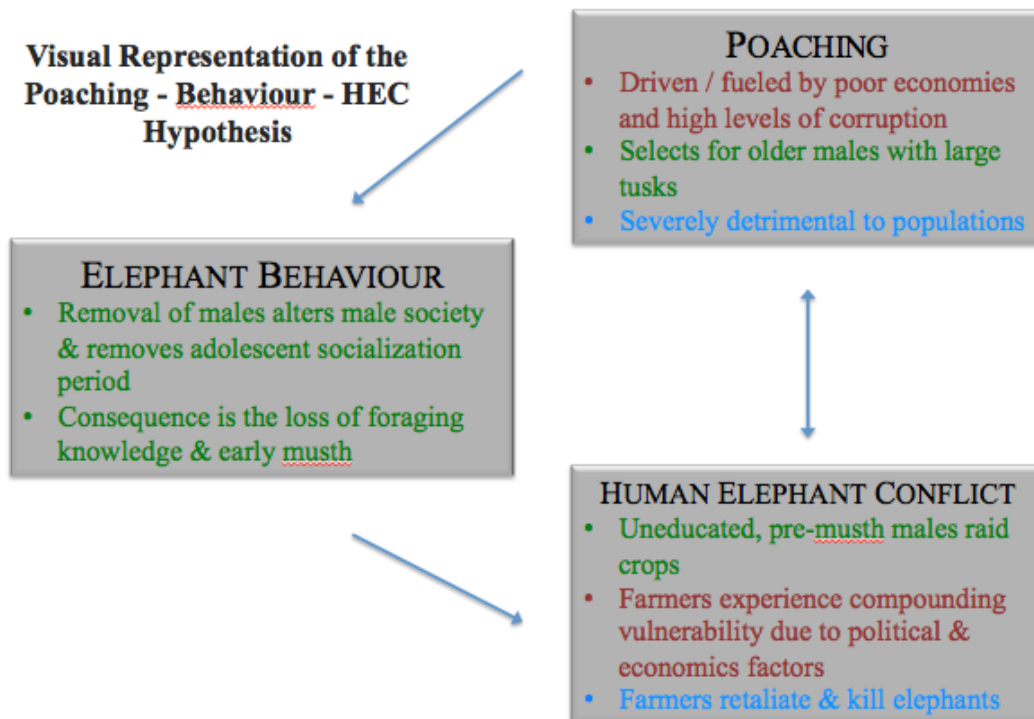 Visual Representation of the
Poaching - Behaviour - HEC
Hypothesis
POACHING
• Driven / fueled by poor economies
and high levels of corruption
• Selects for older males with large
tusks
• Severely detrimental to populations
ELEPHANT BEHAVIOUR
• Removal of males alters male society
& removes adolescent socialization
period
• Consequence is the loss of foraging
knowledge & early musth
HUMAN ELEPHANT CONFLICT
• Uneducated, pre-musth males raid
crops
• Farmers experience compounding
vulnerability due to political &
economics factors
• Farmers retaliate & kill elephants